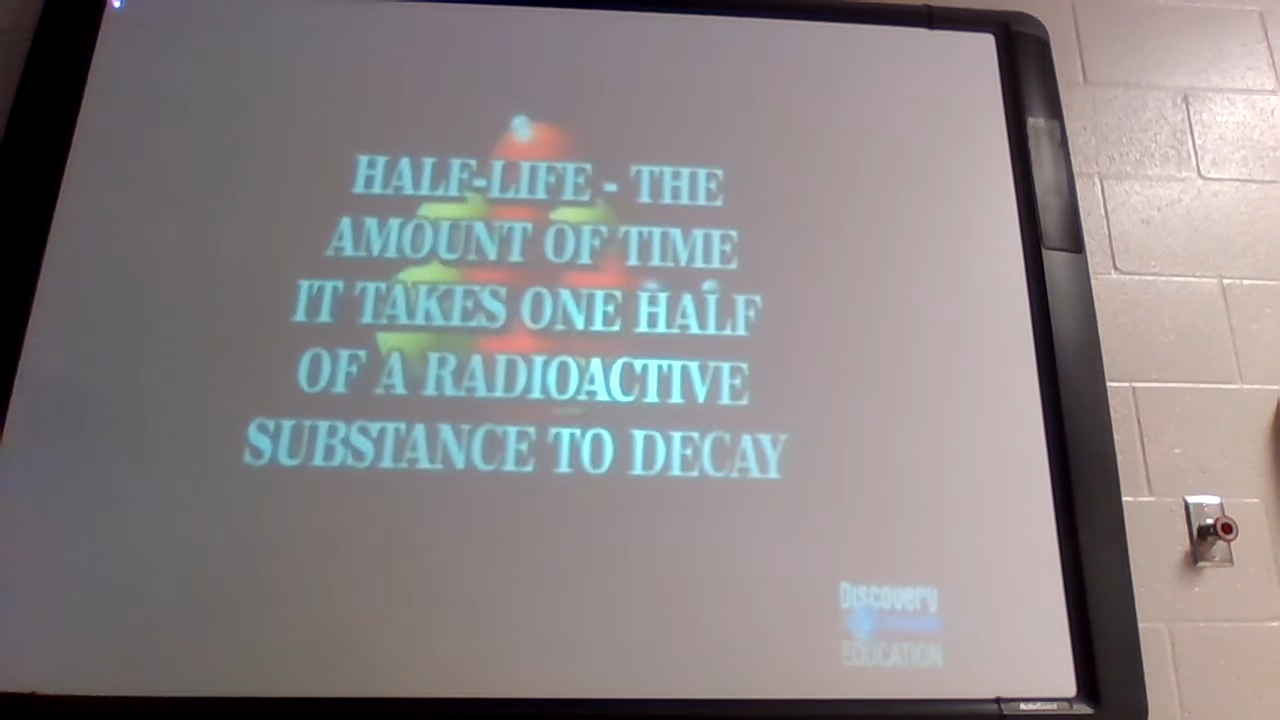 HALF-LIFE - THE
AMOUNT OF TIME
IT TAKES ONE HALF
OF A RADIOACTIVE
SUBSTANCE TO DECAY
Discovery
EDUCATION